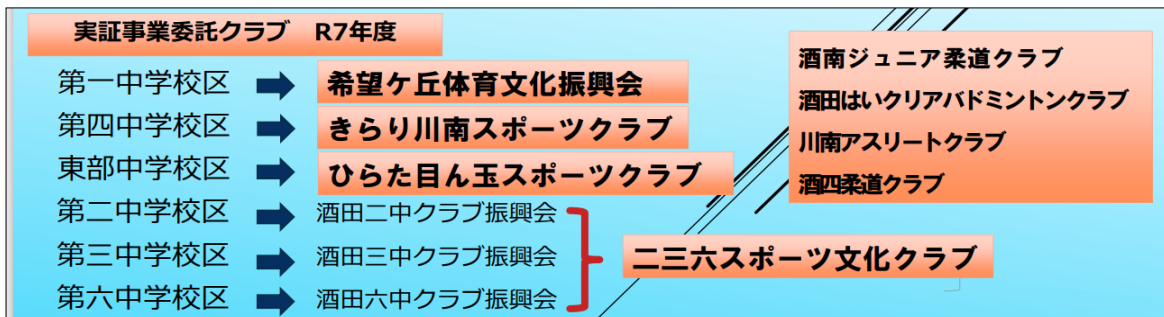 実証事業委託クラブ R7年度
第一中学校区 ➡ 希望ケ丘体育文化振興会
第四中学校区 ➡ きらり川南スポーツクラブ
東部中学校区 ➡ ひらた目ん玉スポーツクラブ
第二中学校区 ➡ 酒田二中クラブ振興会
第三中学校区 ➡ 酒田三中クラブ振興会
第六中学校区 ➡ 酒田六中クラブ振興会
二三六スポーツ文化クラブ
酒南ジュニア柔道クラブ
酒田はいクリアバドミントンクラブ
川南アスリートクラブ
酒四柔道クラブ